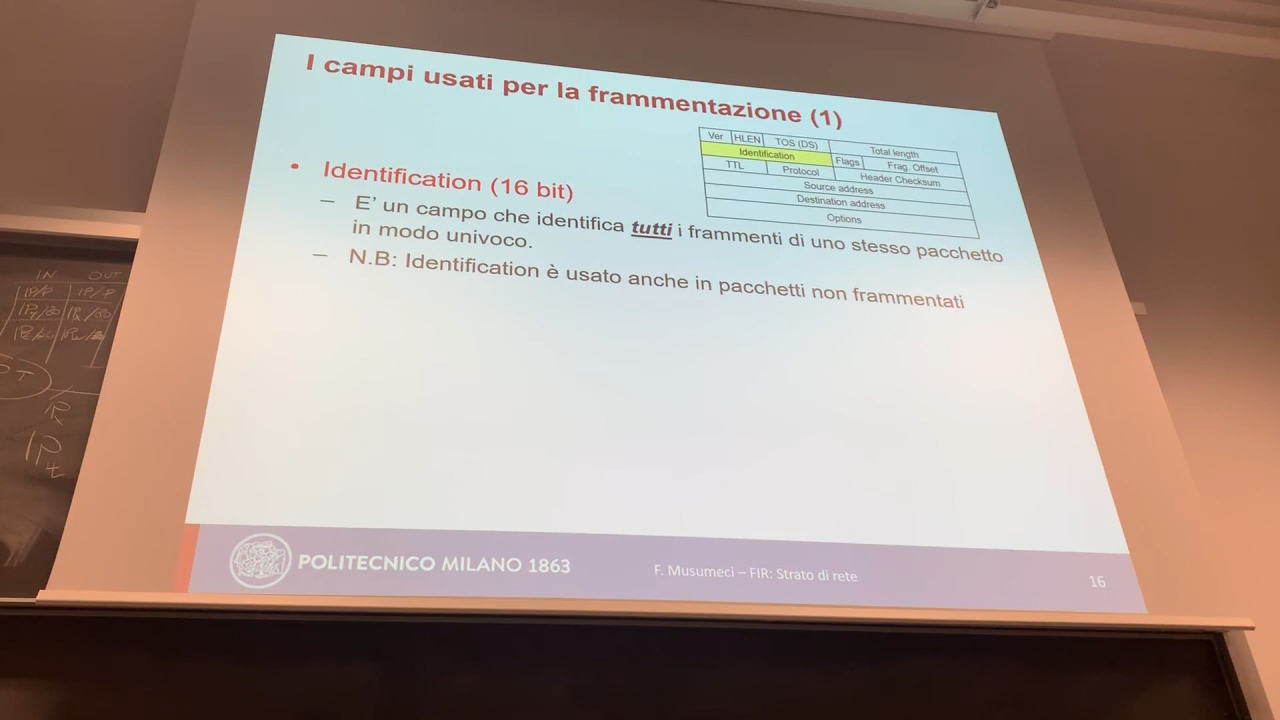 I campi usati per la frammentazione (1)
Ver HLEN TOS (DS) Total length
Identification Flags Frag. Offset
TTL Protocol Header Checksum
Source address
Destination address
Options
• Identification (16 bit)
– E' un campo che identifica tutti i frammenti di uno stesso pacchetto
in modo univoco.
– N.B: Identification è usato anche in pacchetti non frammentati
IN OUT
POLITECNICO MILANO 1863
F. Musumeci – FIR: Strato di rete
16